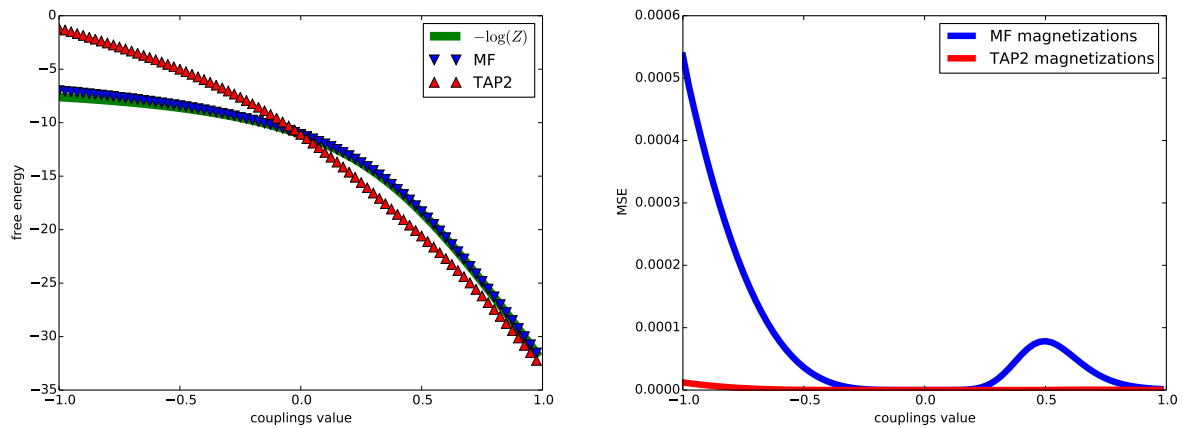 0
−5
−10
−15
−20
−25
−30
−35
free energy
−1.0
−0.5
0.0
0.5
1.0
couplings value
−log(Z)
MF
TAP2
0.0006
0.0005
0.0004
0.0003
0.0002
0.0001
0.0000
MSE
−1.0
−0.5
0.0
0.5
1.0
couplings value
MF magnetizations
TAP2 magnetizations